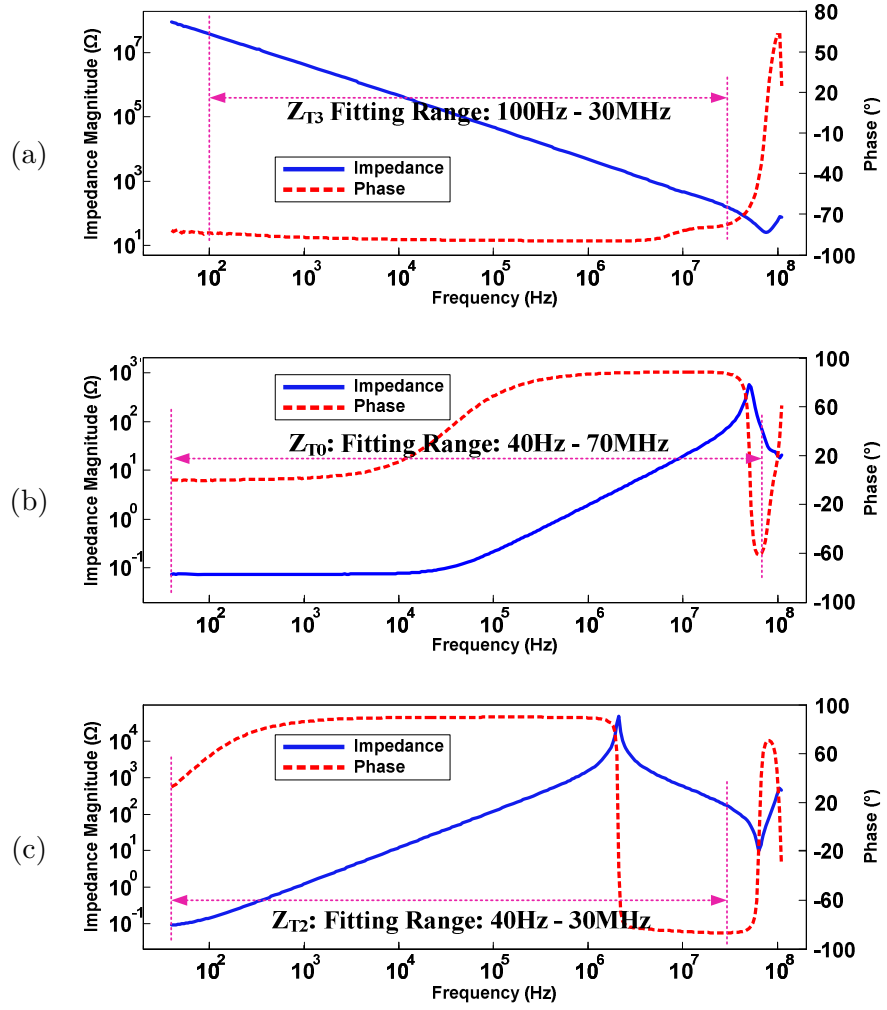 (a)
Impedance Magnitude (Ω)
10^7
10^5
10^3
10^1
80
50
20
-10
-40
-70
-100
Phase (°)
Z_T3 Fitting Range: 100Hz - 30MHz
Impedance
Phase
10^2 10^3 10^4 10^5 10^6 10^7 10^8
Frequency (Hz)
(b)
Impedance Magnitude (Ω)
10^3
10^2
10^1
10^0
10^-1
100
60
20
-20
-60
-100
Phase (°)
Impedance
Phase
Z_T0: Fitting Range: 40Hz - 70MHz
10^2 10^3 10^4 10^5 10^6 10^7 10^8
Frequency (Hz)
(c)
Impedance Magnitude (Ω)
10^4
10^3
10^2
10^1
10^0
10^-1
100
60
20
-20
-60
-100
Phase (°)
Impedance
Phase
Z_T2: Fitting Range: 40Hz - 30MHz
10^2 10^3 10^4 10^5 10^6 10^7 10^8
Frequency (Hz)